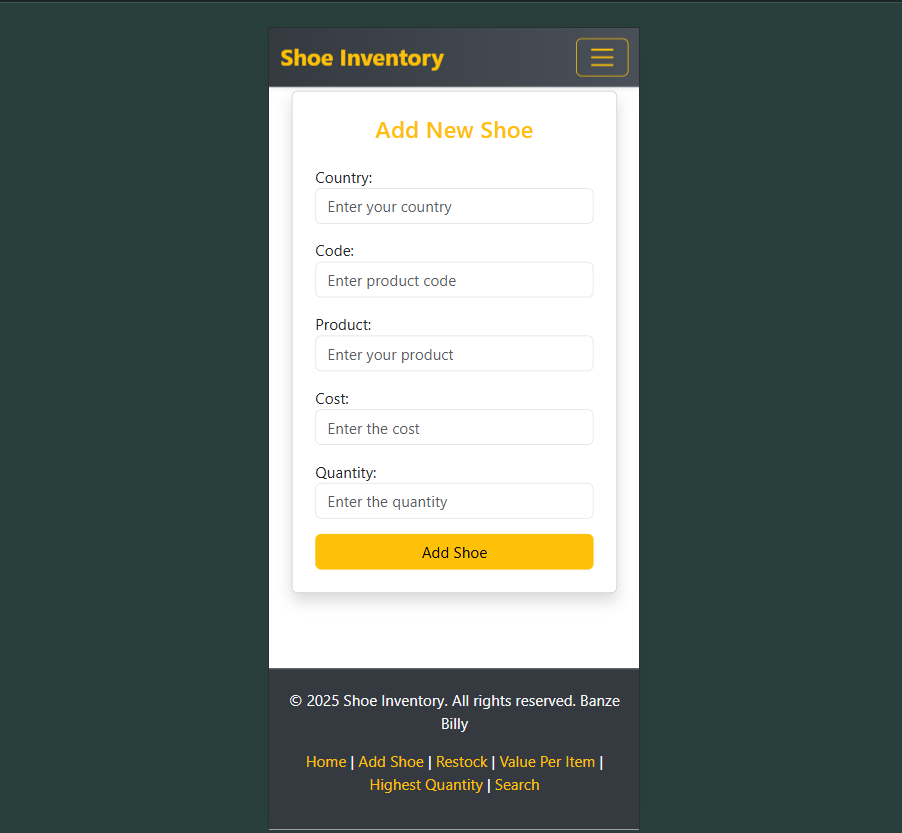 Shoe Inventory
Add New Shoe
Country:
Enter your country
Code:
Enter product code
Product:
Enter your product
Cost:
Enter the cost
Quantity:
Enter the quantity
Add Shoe
© 2025 Shoe Inventory. All rights reserved. Banze
Billy
Home | Add Shoe | Restock | Value Per Item |
Highest Quantity | Search